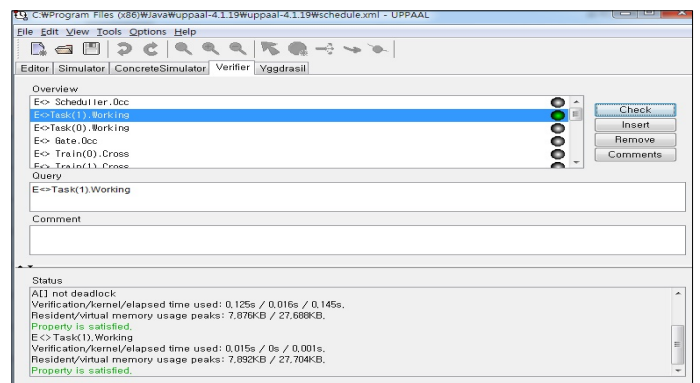 C:₩Program Files (x86)₩Java₩uppaal-4.1.19₩uppaal-4.1.19₩schedule.xml - UPPAAL
File Edit View Tools Options Help
Editor Simulator ConcreteSimulator Verifier Yggdrasil
Overview
E<> Scheduller.Occ
E<>Task(1).Working
E<>Task(0).Working
E<> Gate.Occ
E<> Train(0).Cross
E<> Train(1).Cross
Check
Insert
Remove
Comments
Query
E<>Task(1).Working
Comment
Status
A[] not deadlock
Verification/kernel/elapsed time used: 0,125s / 0,016s / 0,145s,
Resident/virtual memory usage peaks: 7,876KB / 27,688KB,
Property is satisfied,
E<>Task(1),Working
Verification/kernel/elapsed time used: 0,015s / 0s / 0,001s,
Resident/virtual memory usage peaks: 7,892KB / 27,704KB,
Property is satisfied,